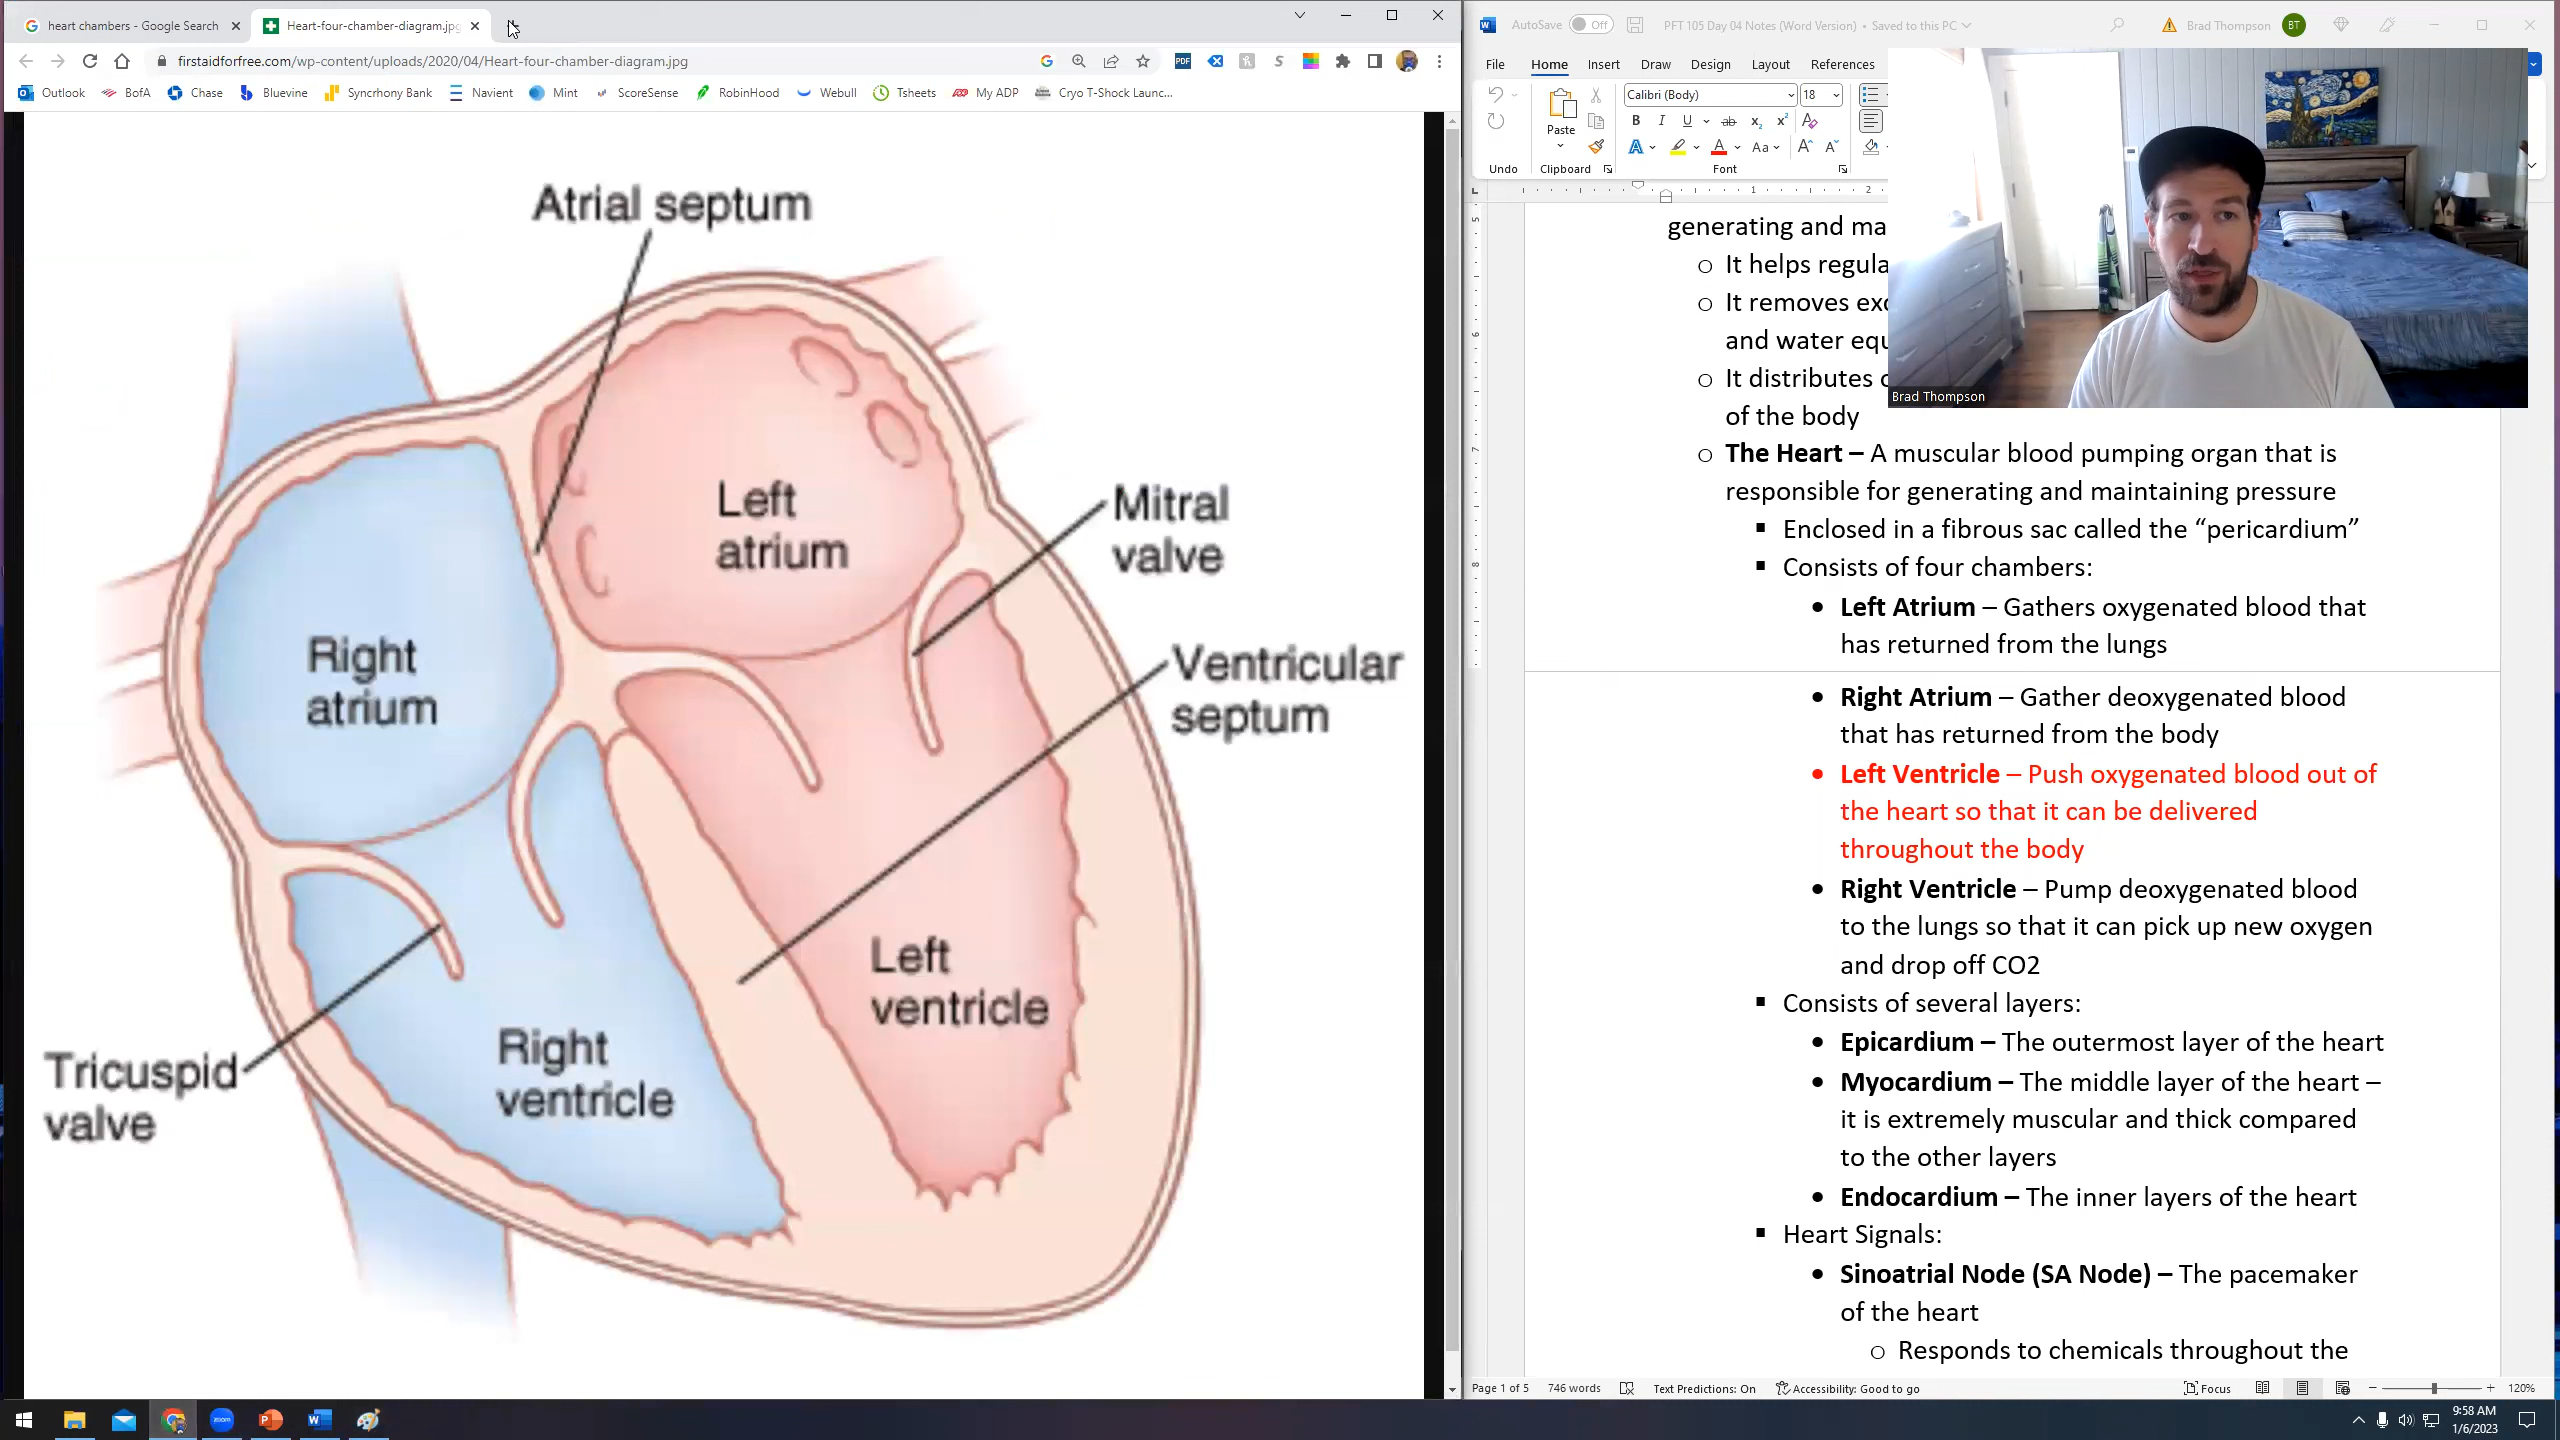 heart chambers - Google Search
Heart-four-chamber-diagram.jpg
firstaidforfree.com/wp-content/uploads/2020/04/Heart-four-chamber-diagram.jpg
Outlook BofA Chase Bluevine Syncrhony Bank Navient Mint ScoreSense RobinHood Webull Tsheets My ADP Cryo T-Shock Launc...
Atrial septum
Left
atrium
Mitral
valve
Right
atrium
Ventricular
septum
Left
ventricle
Right
ventricle
Tricuspid
valve
AutoSave Off PFT 105 Day 04 Notes (Word Version) • Saved to this PC Brad Thompson BT
File Home Insert Draw Design Layout References
Calibri (Body) 18
Paste
Undo Clipboard Font
Brad Thompson
generating and ma
It helps regula
It removes exc
and water equ
It distributes
of the body
The Heart – A muscular blood pumping organ that is
responsible for generating and maintaining pressure
Enclosed in a fibrous sac called the “pericardium”
Consists of four chambers:
Left Atrium – Gathers oxygenated blood that
has returned from the lungs
Right Atrium – Gather deoxygenated blood
that has returned from the body
Left Ventricle – Push oxygenated blood out of
the heart so that it can be delivered
throughout the body
Right Ventricle – Pump deoxygenated blood
to the lungs so that it can pick up new oxygen
and drop off CO2
Consists of several layers:
Epicardium – The outermost layer of the heart
Myocardium – The middle layer of the heart –
it is extremely muscular and thick compared
to the other layers
Endocardium – The inner layers of the heart
Heart Signals:
Sinoatrial Node (SA Node) – The pacemaker
of the heart
Responds to chemicals throughout the
Page 1 of 5 746 words Text Predictions: On Accessibility: Good to go Focus 120%
9:58 AM
1/6/2023